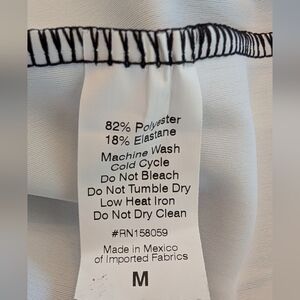 82% Polyester
18% Elastane
Machine Wash
Cold Cycle
Do Not Bleach
Do Not Tumble Dry
Low Heat Iron
Do Not Dry Clean
#RN158059
Made in Mexico
of Imported Fabrics
M